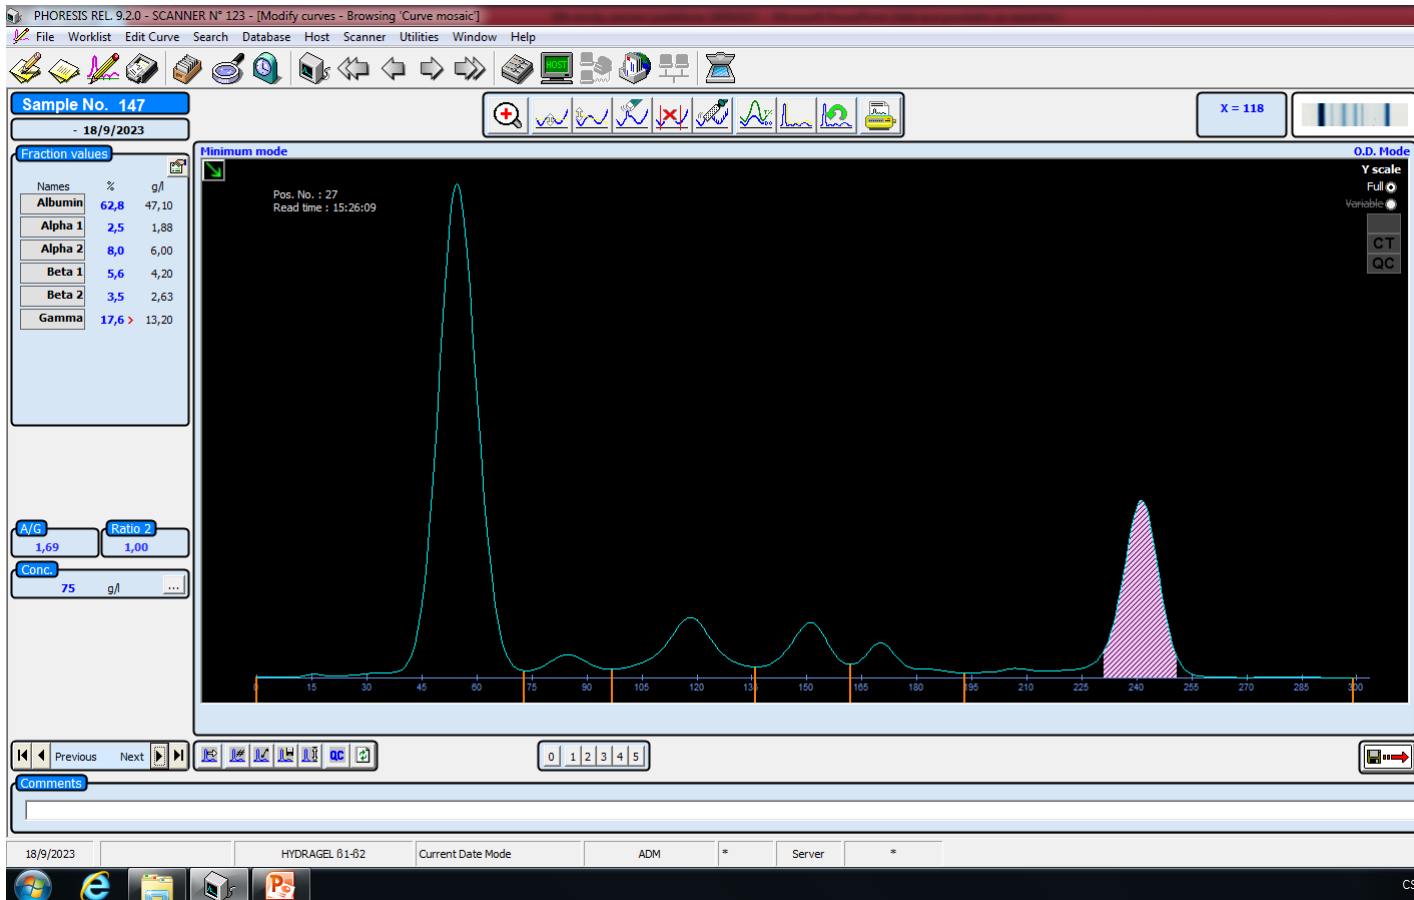 PHORESIS REL. 9.2.0 - SCANNER N° 123 - [Modify curves - Browsing 'Curve mosaic']
File Worklist Edit Curve Search Database Host Scanner Utilities Window Help
HOST
Sample No. 147
- 18/9/2023
X = 118
Fraction values
Names % g/l
Albumin 62,8 47,10
Alpha 1 2,5 1,88
Alpha 2 8,0 6,00
Beta 1 5,6 4,20
Beta 2 3,5 2,63
Gamma 17,6 > 13,20
A/G
1,69
Ratio 2
1,00
Conc.
75 g/l ...
Minimum mode
O.D. Mode
Pos. No. : 27
Read time : 15:26:09
Y scale
Full
Variable
CT
QC
0 15 30 45 60 75 90 105 120 135 150 165 180 195 210 225 240 255 270 285 300
Previous Next
QC
0 1 2 3 4 5
Comments
18/9/2023 HYDRAGEL ß1-ß2 Current Date Mode ADM * Server *
CS